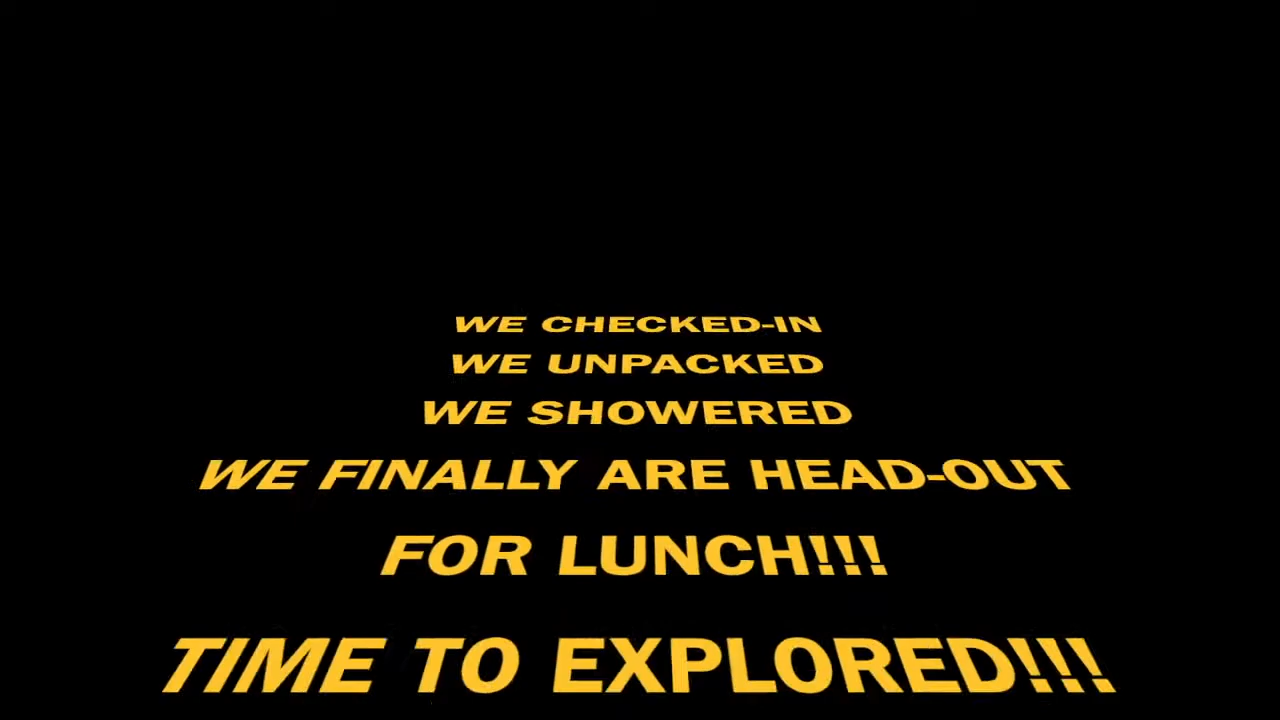 WE CHECKED-IN
WE UNPACKED
WE SHOWERED
WE FINALLY ARE HEAD-OUT
FOR LUNCH!!!
TIME TO EXPLORED!!!